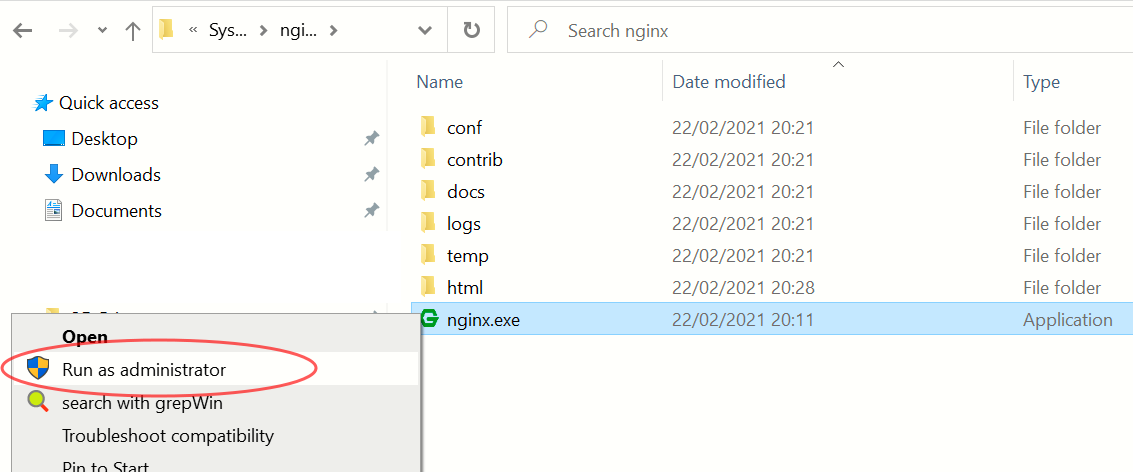 « Sys... > ngi... >
Search nginx
Name Date modified Type
Quick access
Desktop
Downloads
Documents
conf 22/02/2021 20:21 File folder
contrib 22/02/2021 20:21 File folder
docs 22/02/2021 20:21 File folder
logs 22/02/2021 20:21 File folder
temp 22/02/2021 20:21 File folder
html 22/02/2021 20:28 File folder
nginx.exe 22/02/2021 20:11 Application
Open
Run as administrator
search with grepWin
Troubleshoot compatibility
Pin to Start